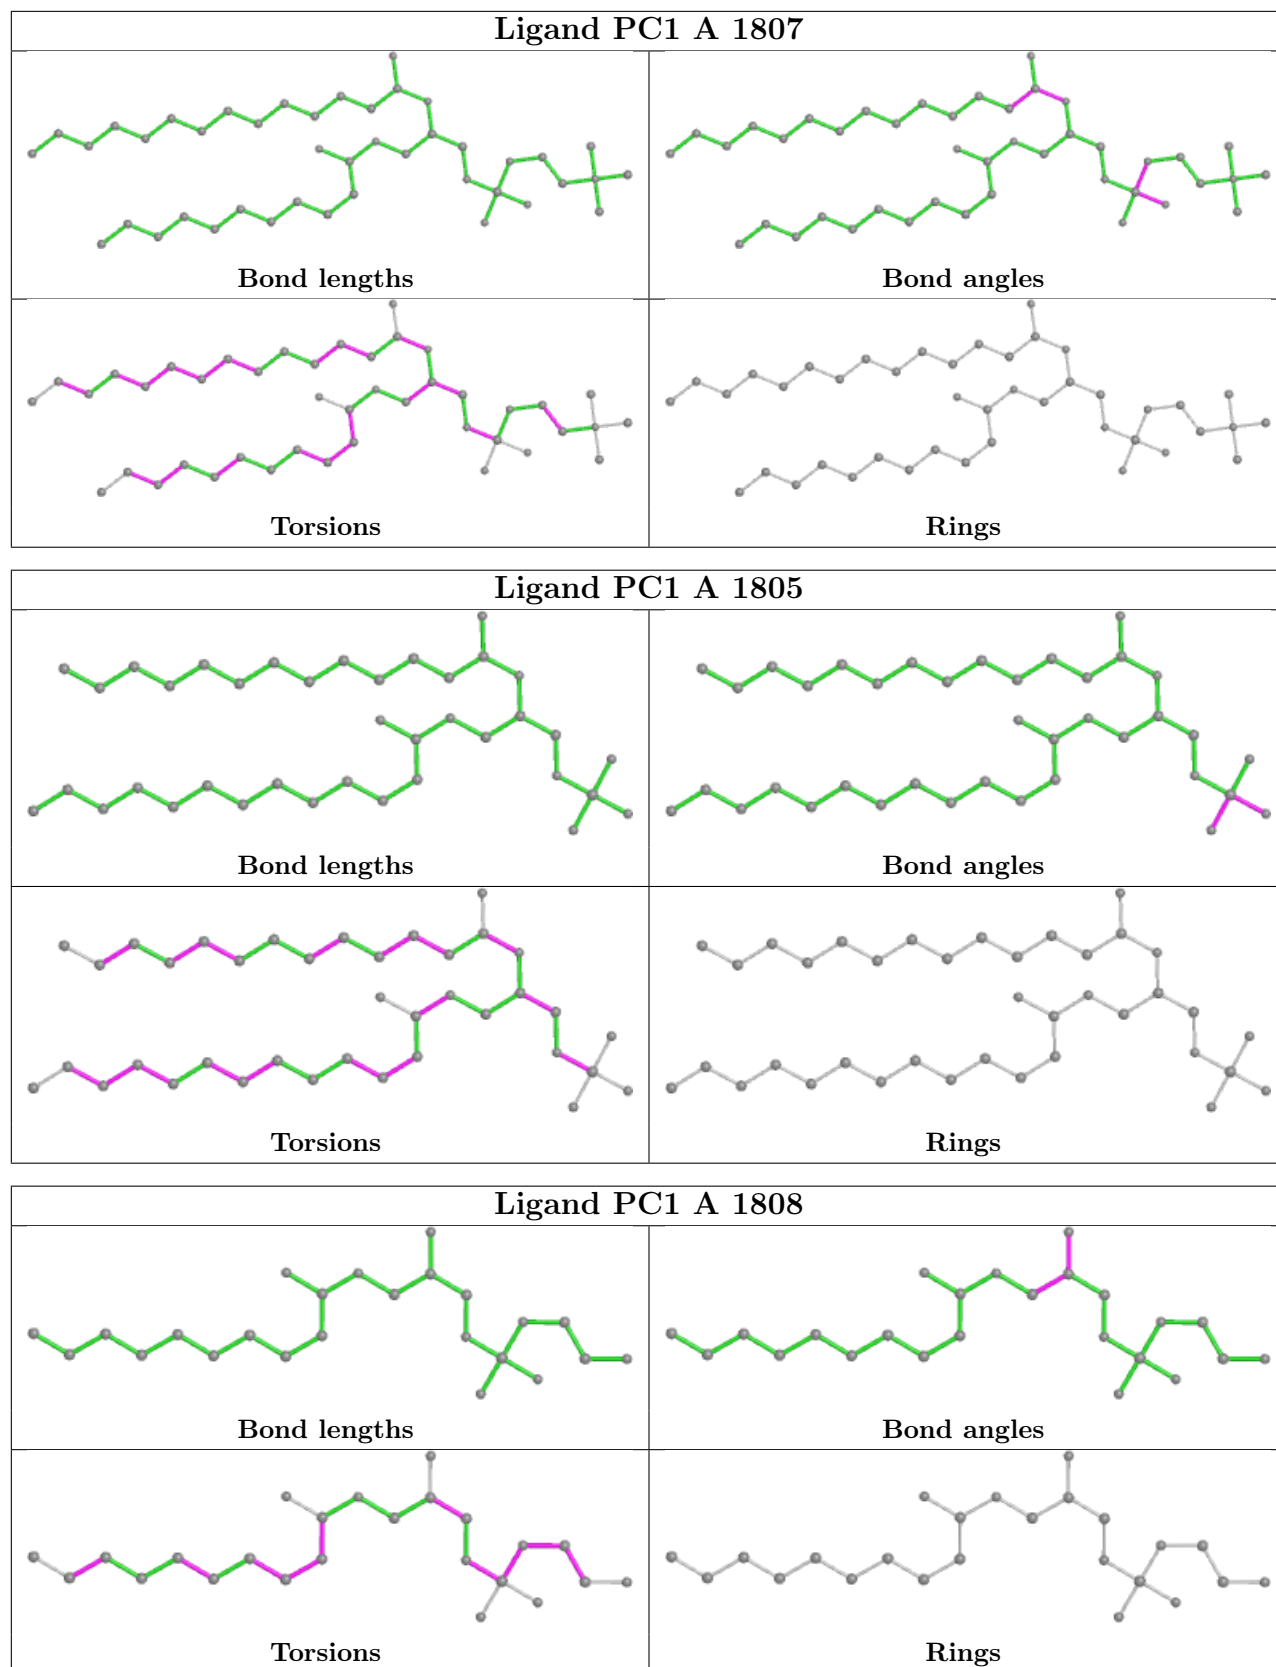 Ligand PC1 A 1807
Bond lengths
Bond angles
Torsions
Rings
Ligand PC1 A 1805
Bond lengths
Bond angles
Torsions
Rings
Ligand PC1 A 1808
Bond lengths
Bond angles
Torsions
Rings